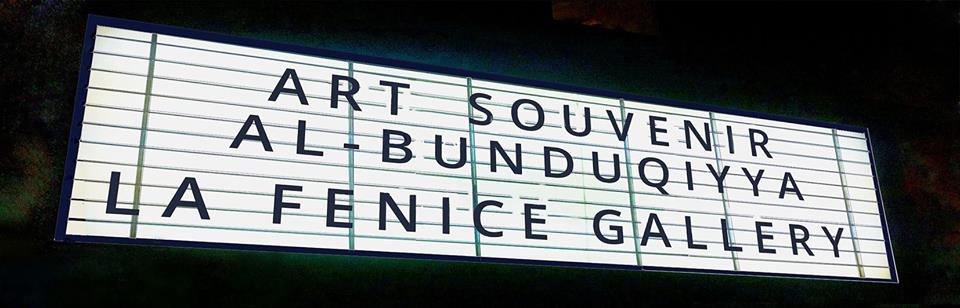 ART SOUVENIR
AL-BUNDUQIYYA
LA FENICE GALLERY